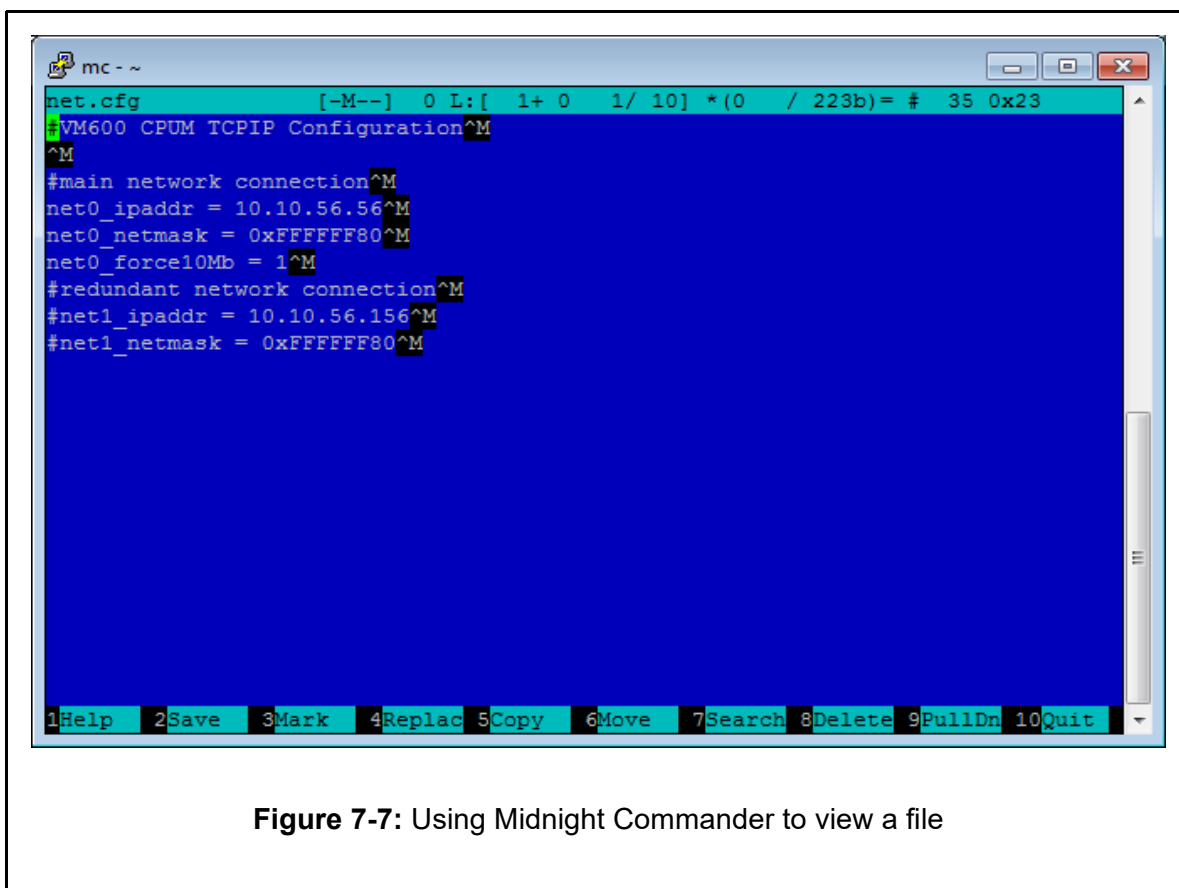 mc - ~
net.cfg [-M--] 0 L:[ 1+ 0 1/ 10] *(0 / 223b)= # 35 0x23
#VM600 CPUM TCPIP Configuration^M
^M
#main network connection^M
net0_ipaddr = 10.10.56.56^M
net0_netmask = 0xFFFFFF80^M
net0_force10Mb = 1^M
#redundant network connection^M
#net1_ipaddr = 10.10.56.156^M
#net1_netmask = 0xFFFFFF80^M
1Help 2Save 3Mark 4Replac 5Copy 6Move 7Search 8Delete 9PullDn 10Quit
Figure 7-7: Using Midnight Commander to view a file